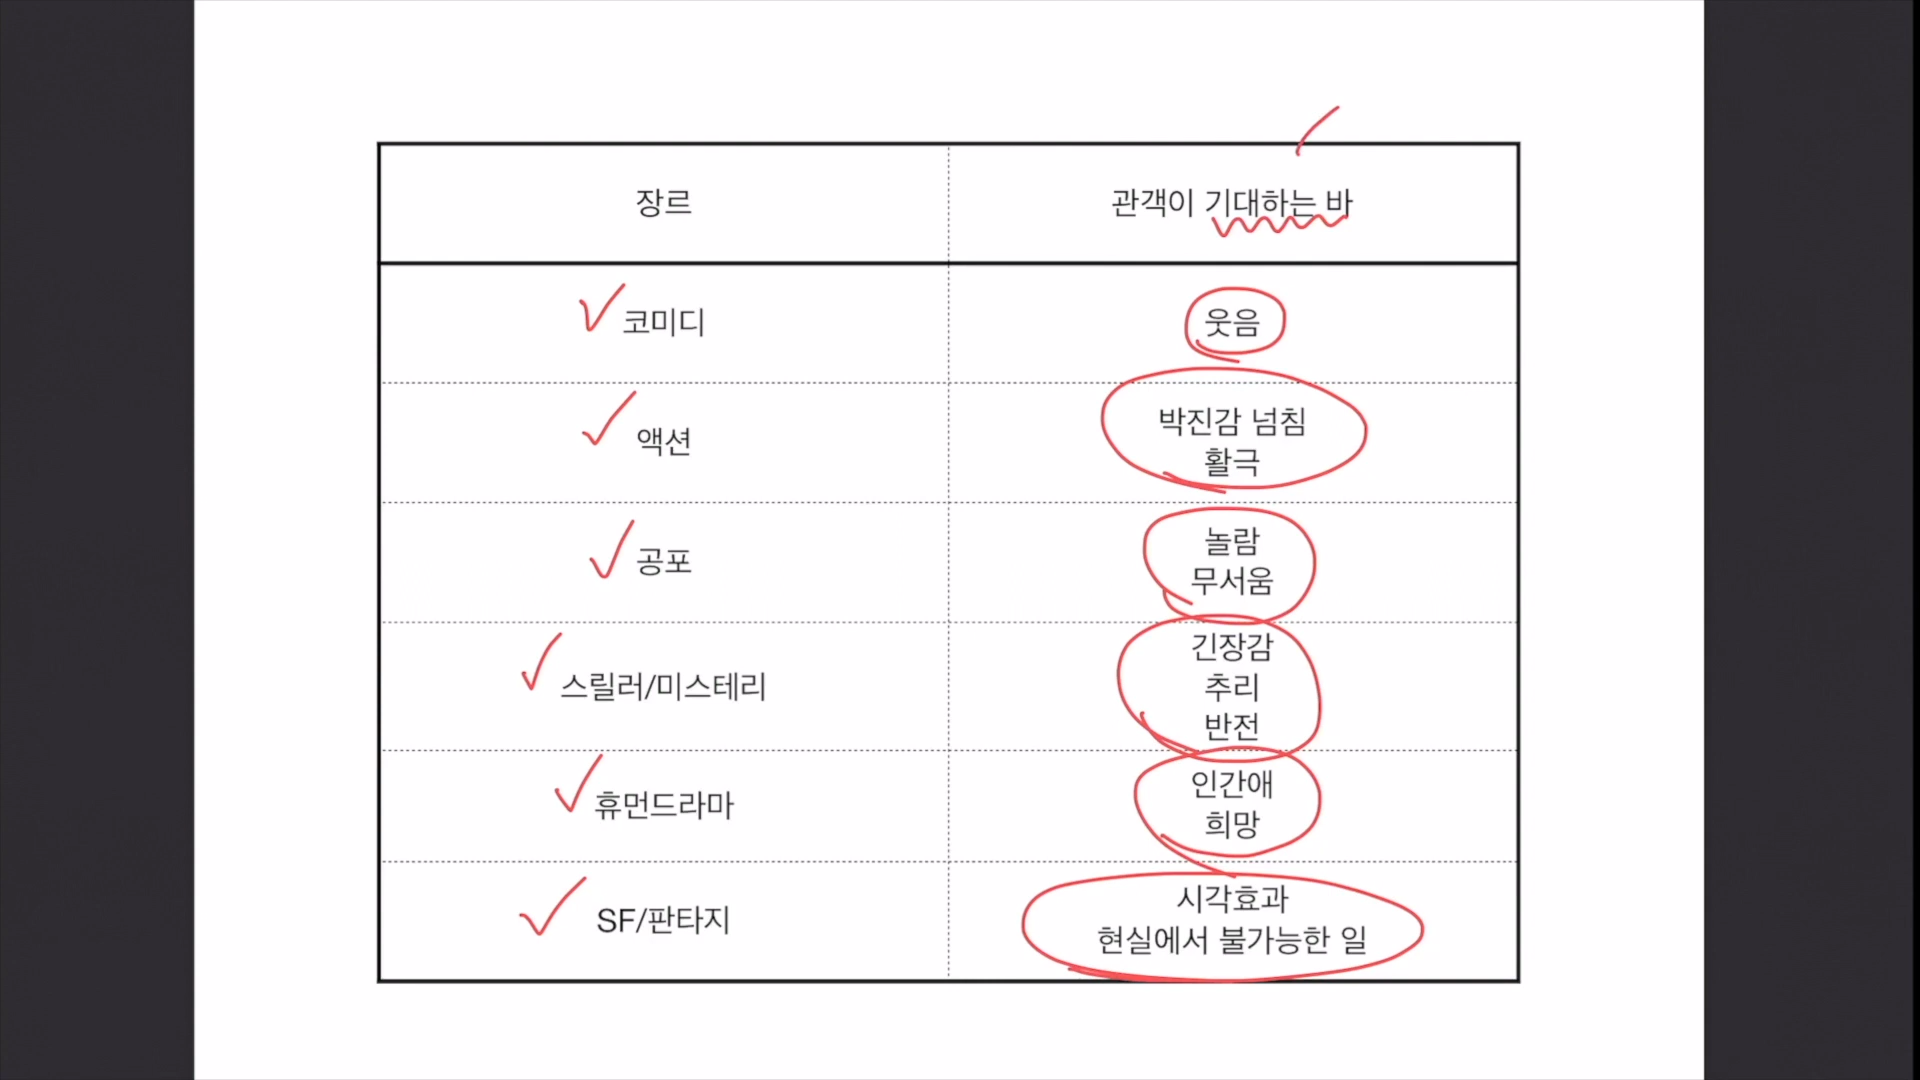 장르
관객이 기대하는 바
코미디
웃음
액션
박진감 넘침
활극
공포
놀람
무서움
스릴러/미스테리
긴장감
추리
반전
휴먼드라마
인간애
희망
SF/판타지
시각효과
현실에서 불가능한 일